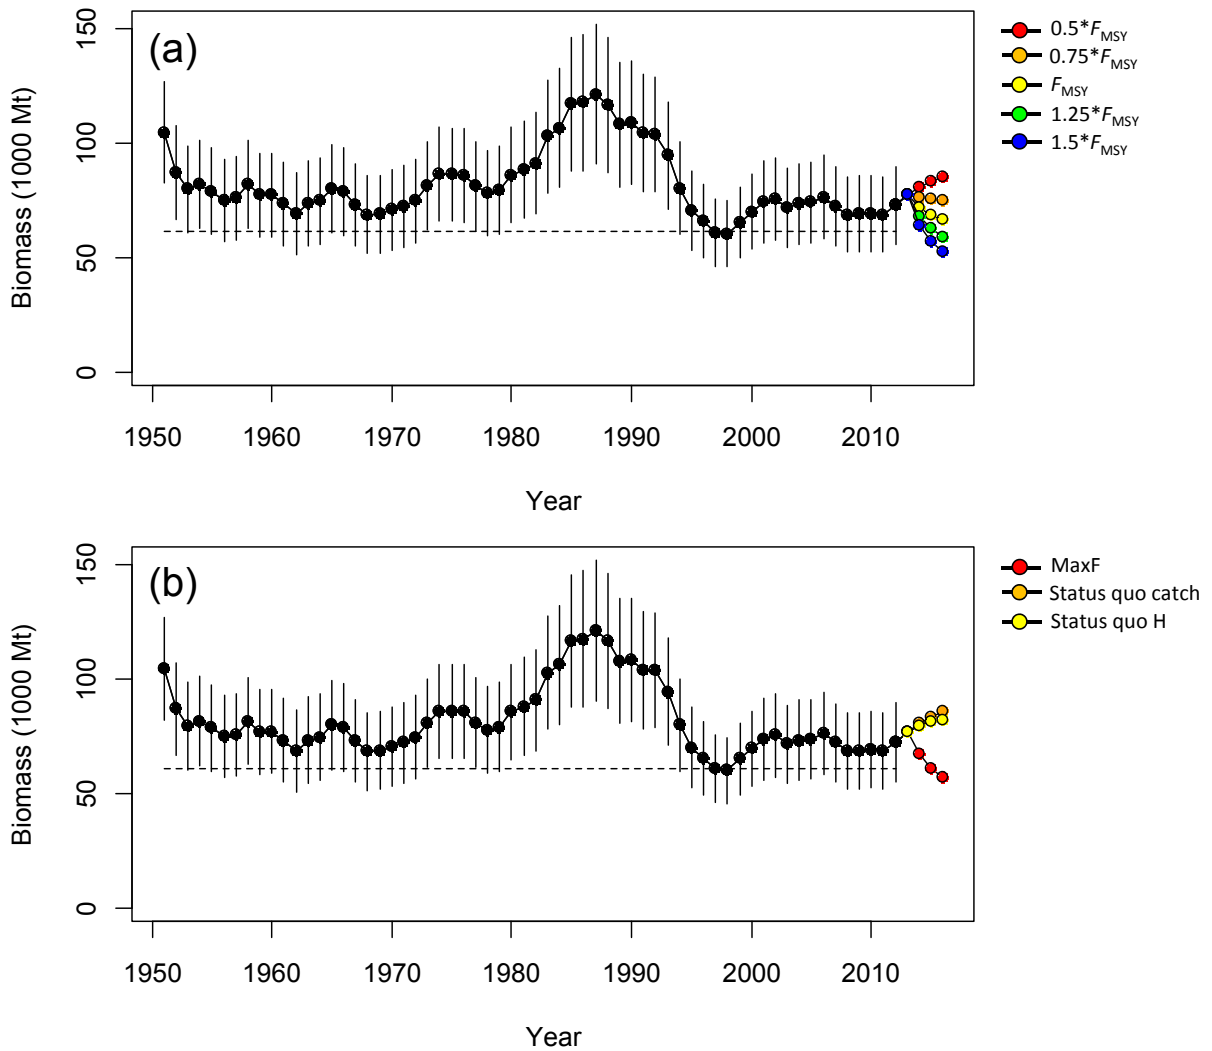 (a)
Biomass (1000 Mt)
150
100
50
0
1950 1960 1970 1980 1990 2000 2010
Year
0.5*FMSY
0.75*FMSY
FMSY
1.25*FMSY
1.5*FMSY
(b)
Biomass (1000 Mt)
150
100
50
0
1950 1960 1970 1980 1990 2000 2010
Year
MaxF
Status quo catch
Status quo H